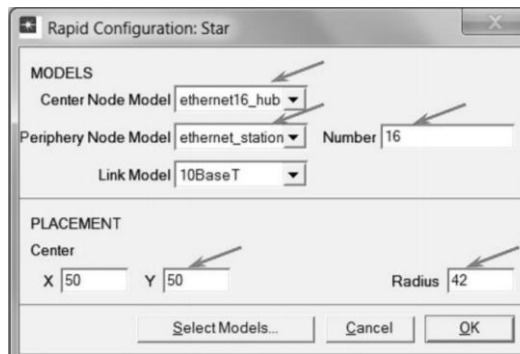 Rapid Configuration: Star
MODELS
Center Node Model ethernet16_hub
Periphery Node Model ethernet_station Number 16
Link Model 10BaseT
PLACEMENT
Center
X 50 Y 50 Radius 42
Select Models... Cancel OK